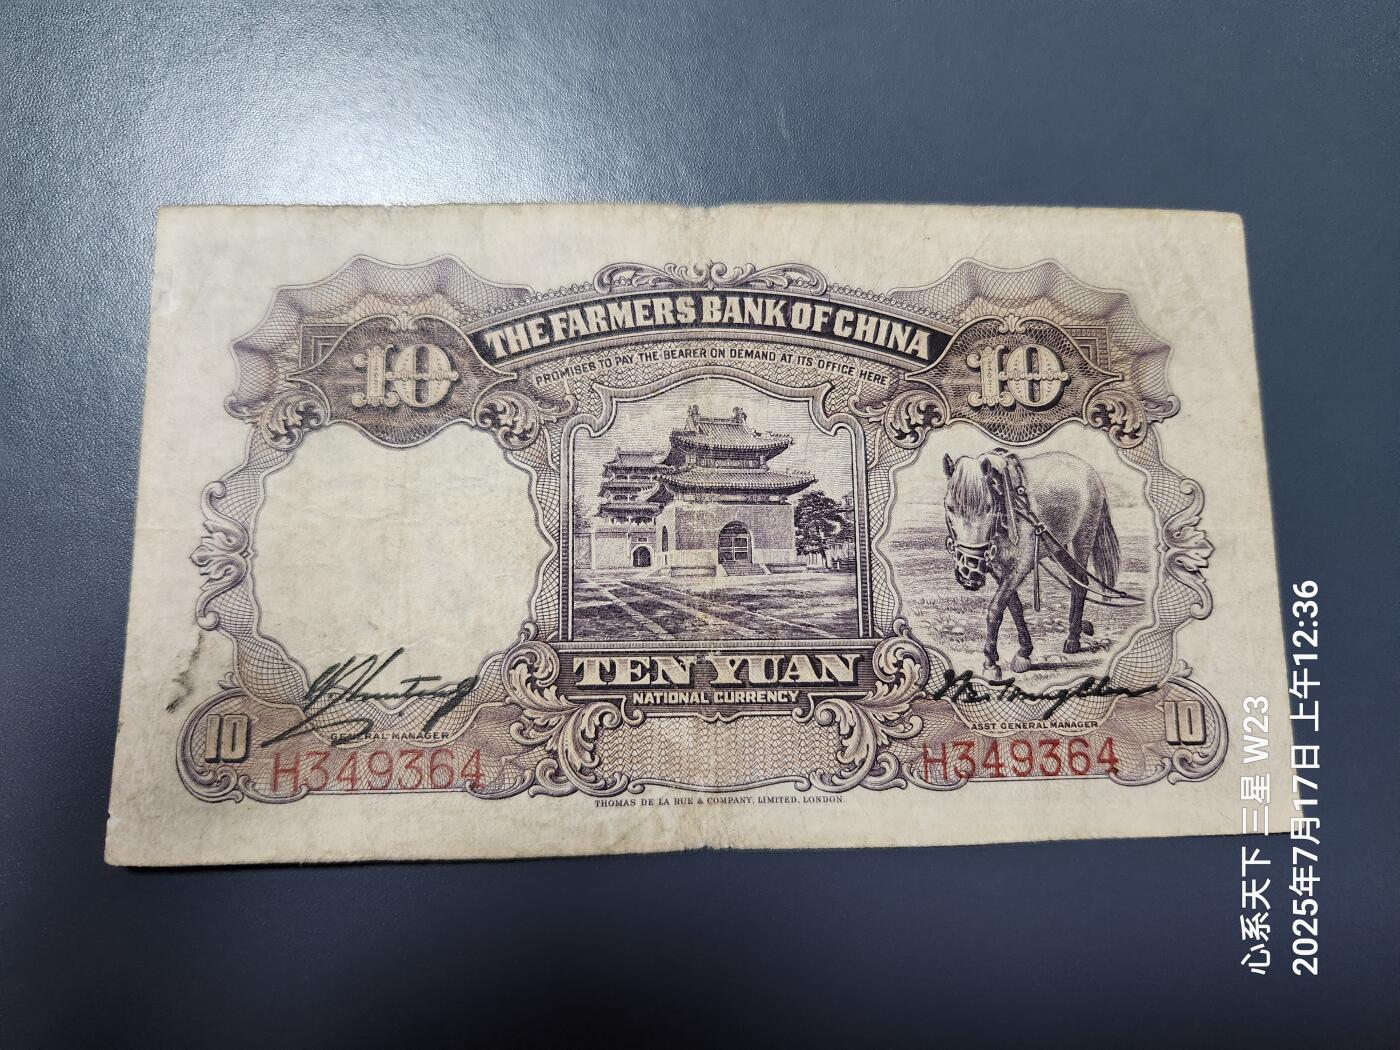 THE FARMERS BANK OF CHINA
PROMISES TO PAY THE BEARER ON DEMAND AT ITS OFFICE HERE
10
10
TEN YUAN
NATIONAL CURRENCY
GENERAL MANAGER
ASST GENERAL MANAGER
10
10
H349364
H349364
THOMAS DE LA RUE & COMPANY, LIMITED, LONDON.
心系天下 三星 W23
2025年7月17日 上午12:36